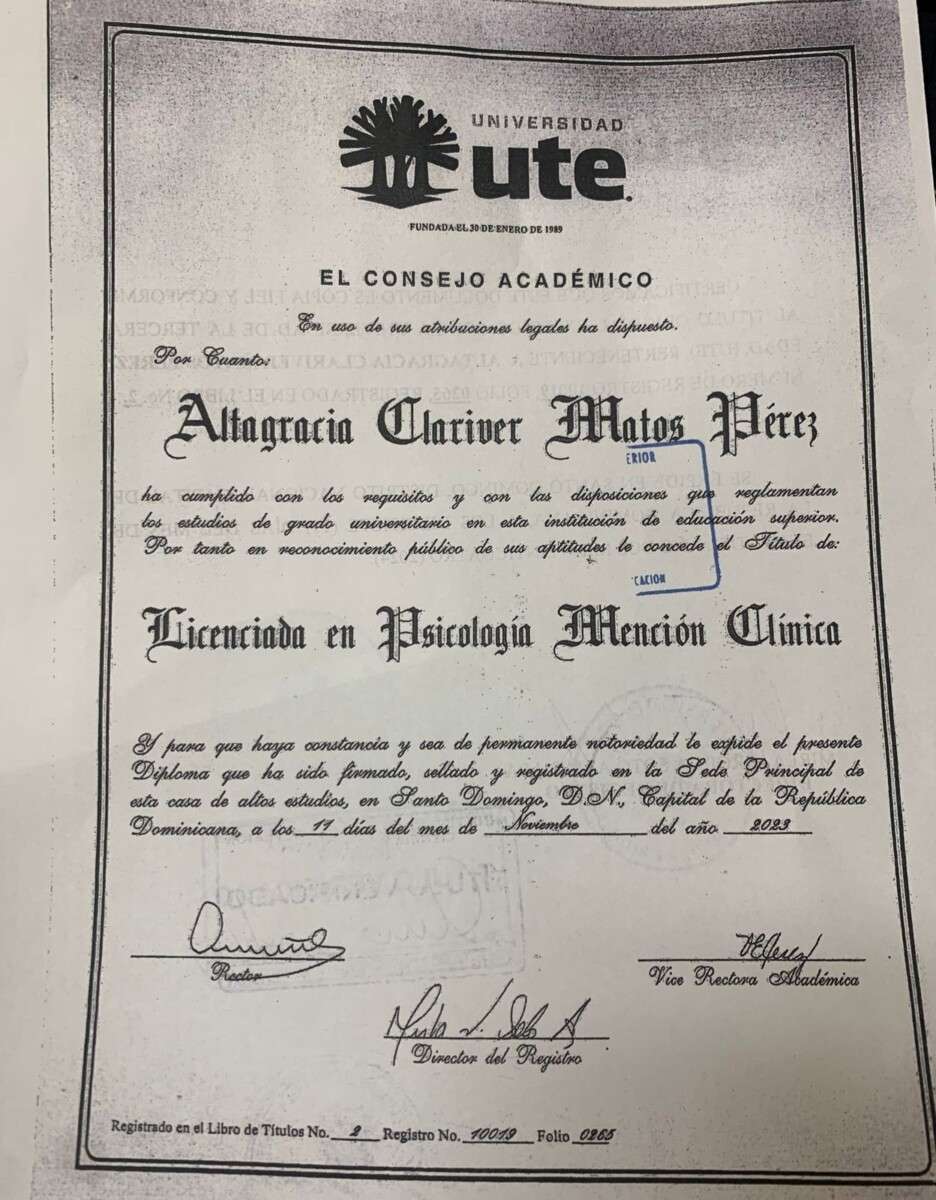 UNIVERSIDAD
ute.
FUNDADA EL 30 DE ENERO DE 1989
EL CONSEJO ACADÉMICO
En uso de sus atribuciones legales ha dispuesto.
Por Cuanto:
Altagracia Clariver Matos Pérez
ERIOR
ha cumplido con los requisitos y con las disposiciones que reglamentan
los estudios de grado universitario en esta institución de educación superior.
Por tanto en reconocimiento público de sus aptitudes le concede el Título de:
CACION
Licenciada en Psicología Mención Clínica
Y para que haya constancia y sea de permanente notoriedad le expide el presente
Diploma que ha sido firmado, sellado y registrado en la Sede Principal de
esta casa de altos estudios, en Santo Domingo, D.N., Capital de la República
Dominicana, a los 11 días del mes de Noviembre del año 2023
Rector
Vice Rectora Académica
Director del Registro
Registrado en el Libro de Títulos No. 2 Registro No. 10019 Folio 0265